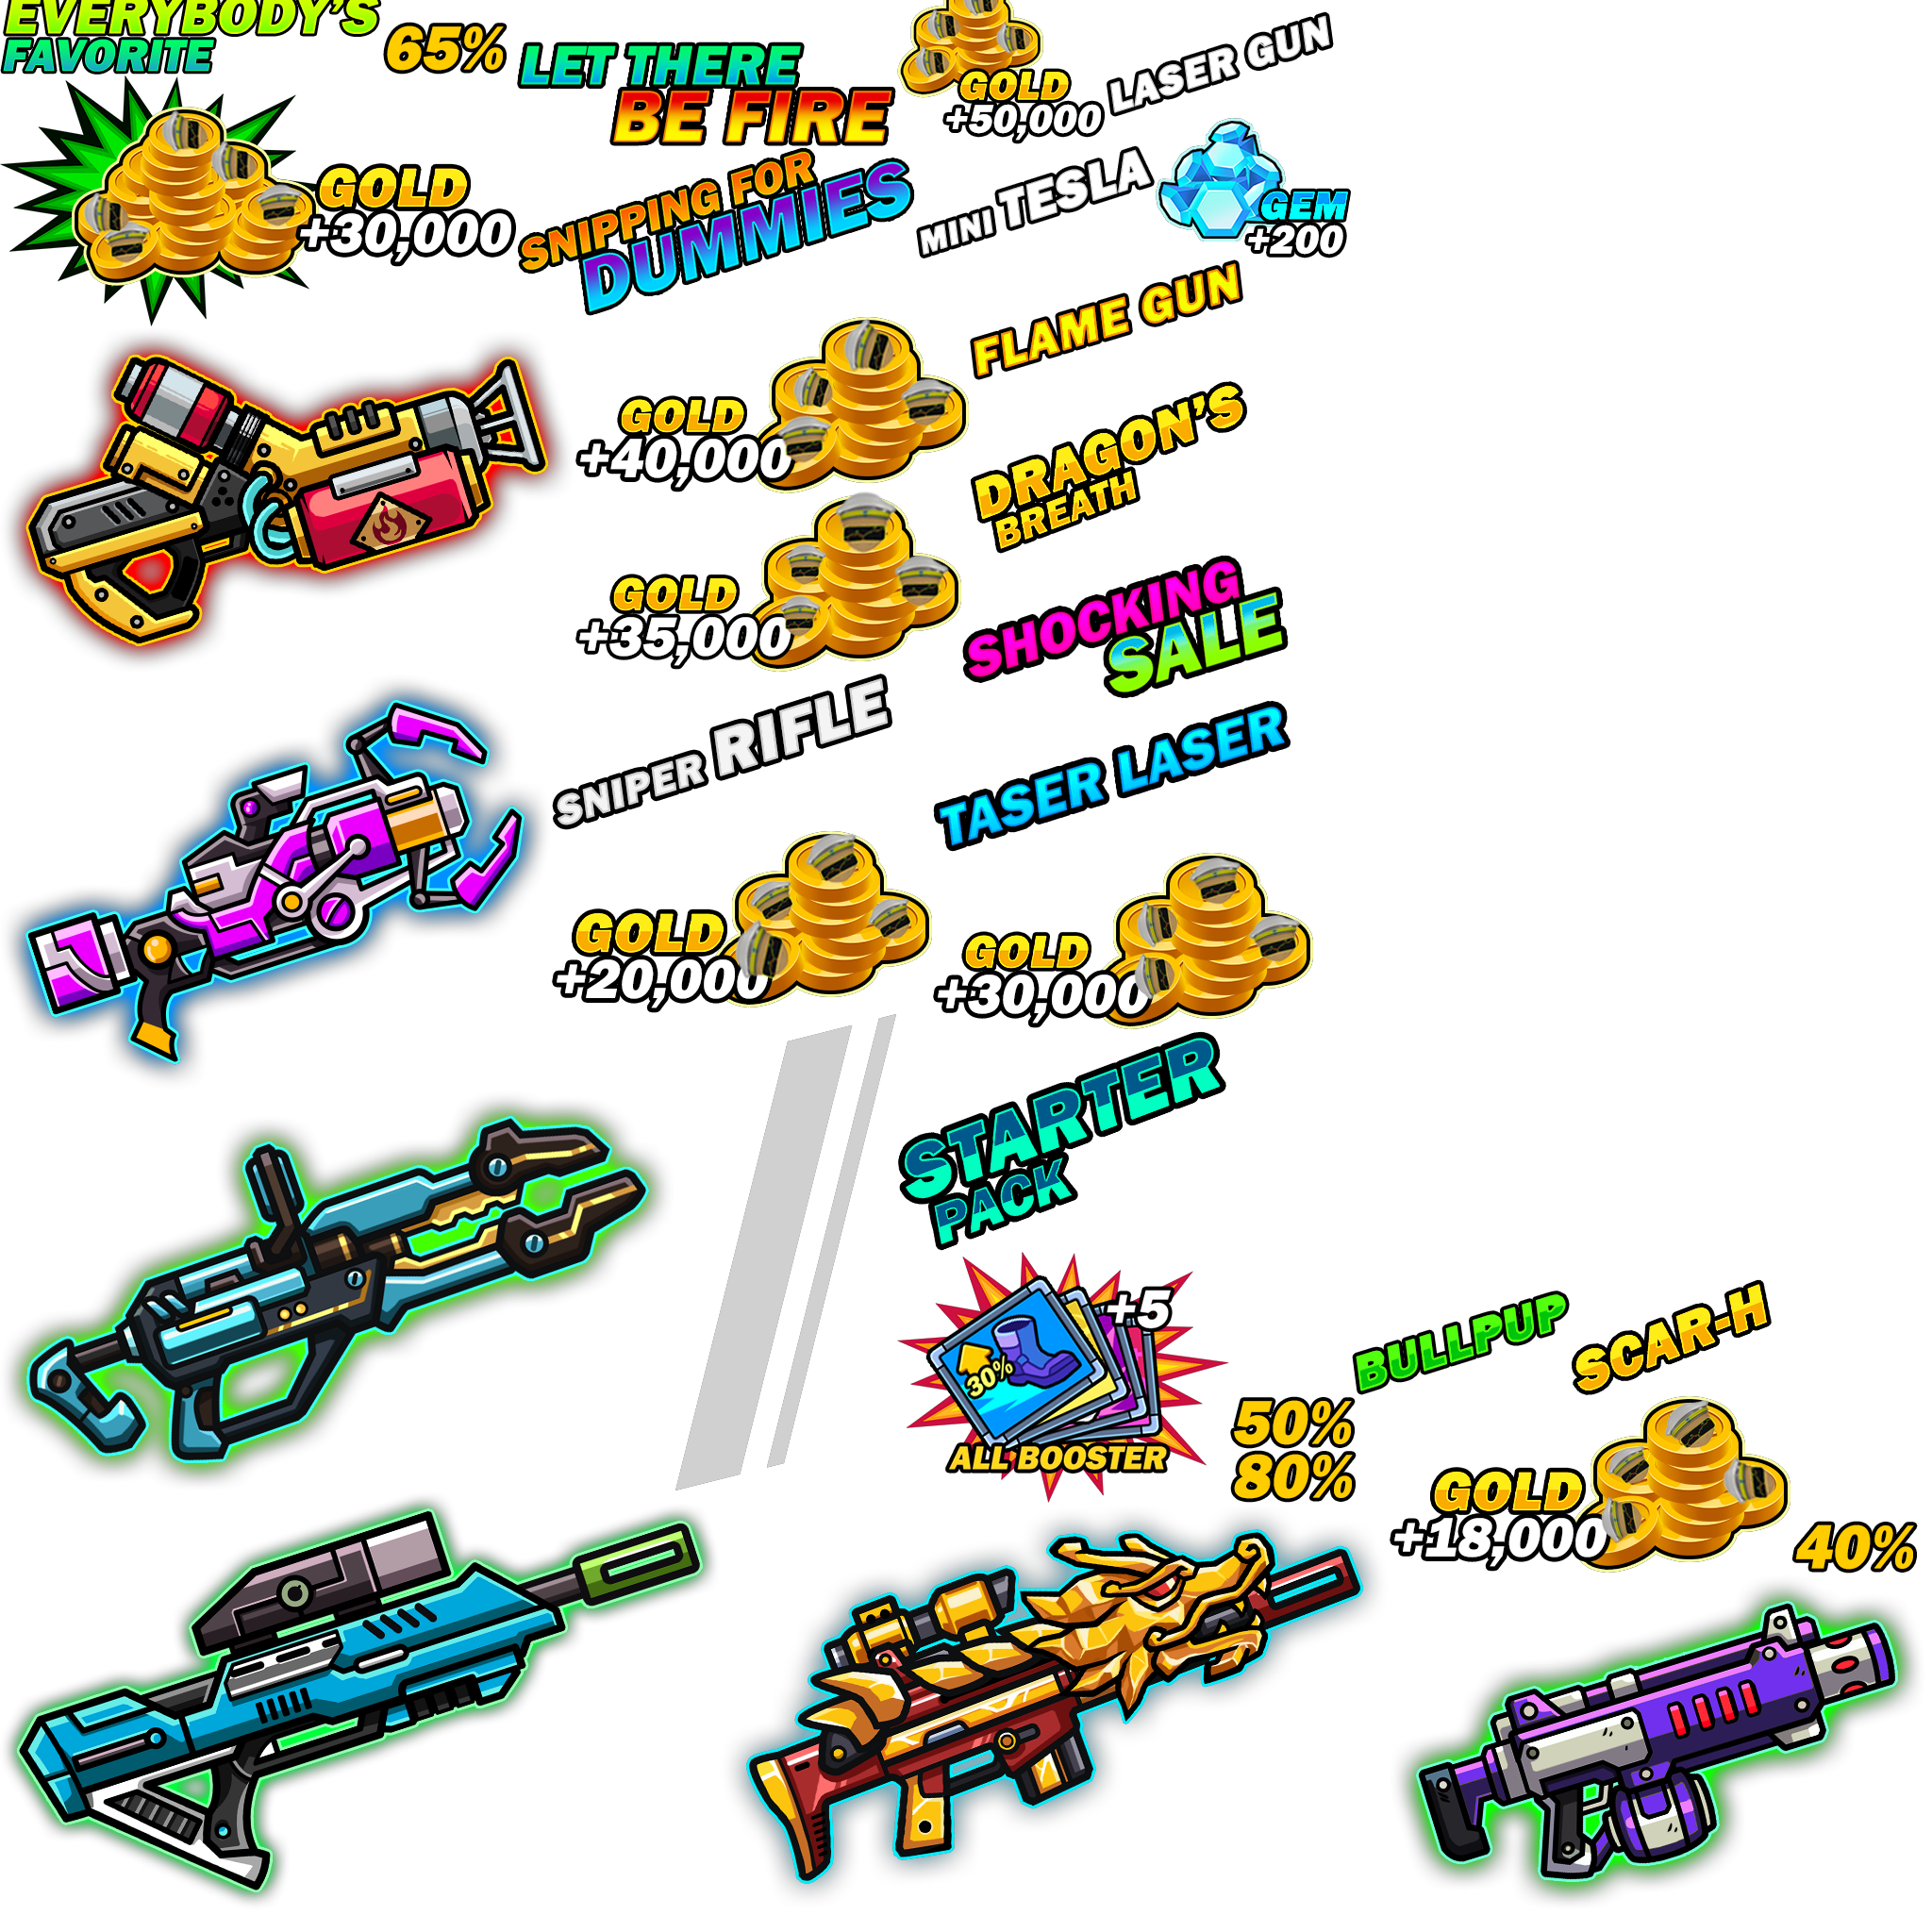 EVERYBODY'S
FAVORITE
65%
LET THERE
BE FIRE
GOLD
+50,000
LASER GUN
GOLD
+30,000
SNIPPING FOR
DUMMIES
MINI TESLA
GEM
+200
FLAME GUN
GOLD
+40,000
DRAGON'S
BREATH
GOLD
+35,000
SHOCKING
SALE
SNIPER RIFLE
TASER LASER
GOLD
+20,000
GOLD
+30,000
STARTER
PACK
+5
30%
ALL BOOSTER
50%
80%
BULLPUP
SCAR-H
GOLD
+18,000
40%